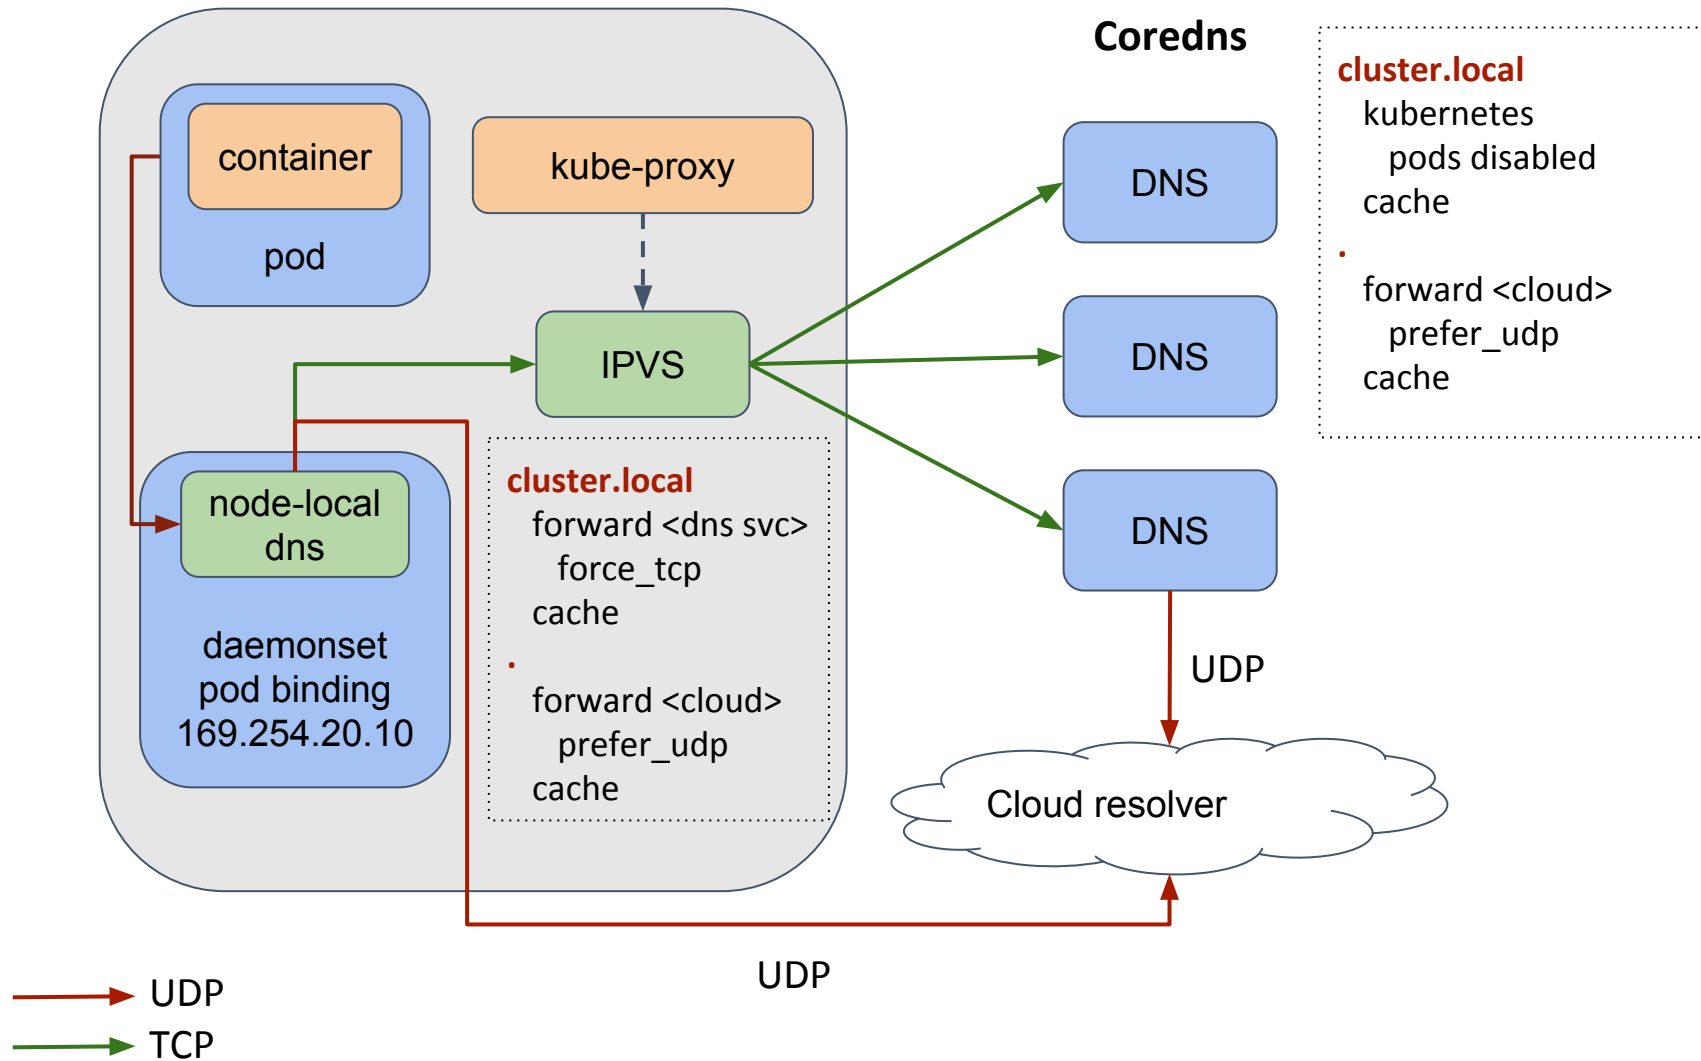 Coredns
container
pod
kube-proxy
IPVS
node-local
dns
daemonset
pod binding
169.254.20.10
cluster.local
forward <dns svc>
force_tcp
cache
.
forward <cloud>
prefer_udp
cache
DNS
DNS
DNS
cluster.local
kubernetes
pods disabled
cache
.
forward <cloud>
prefer_udp
cache
UDP
Cloud resolver
UDP
UDP
TCP